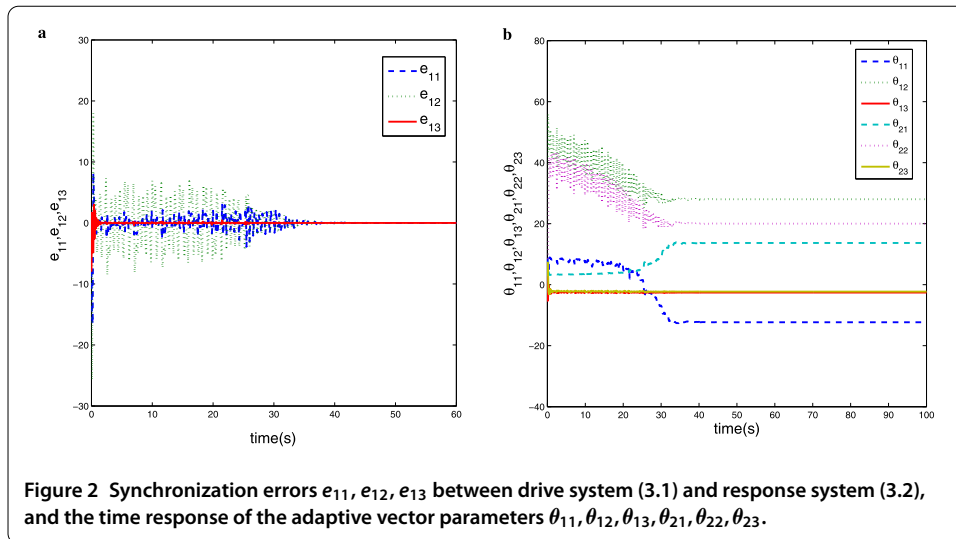 a
30
20
10
0
−10
−20
−30
0 10 20 30 40 50 60
time(s)
e11,e12,e13
e11
e12
e13
b
80
60
40
20
0
−20
−40
0 10 20 30 40 50 60 70 80 90 100
time(s)
θ11,θ12,θ13,θ21,θ22,θ23
θ11
θ12
θ13
θ21
θ22
θ23
Figure 2 Synchronization errors e11, e12, e13 between drive system (3.1) and response system (3.2),
and the time response of the adaptive vector parameters θ11, θ12, θ13, θ21, θ22, θ23.